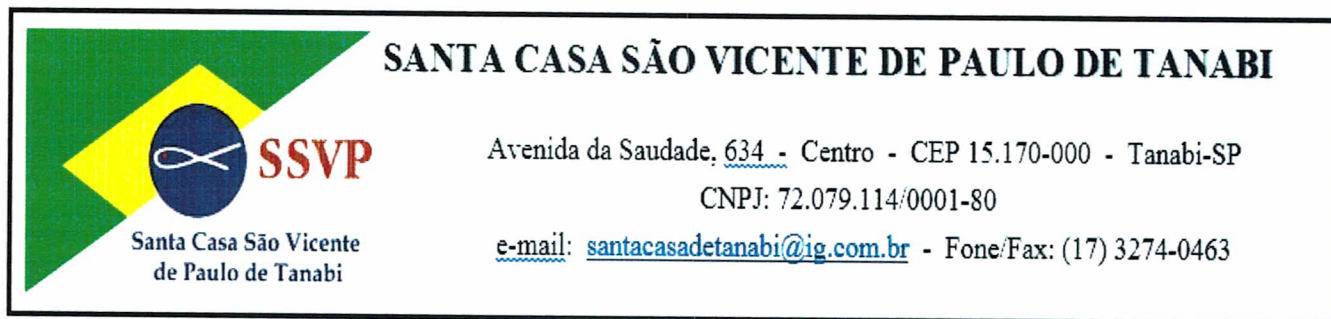 SANTA CASA SÃO VICENTE DE PAULO DE TANABI
SSVP
Santa Casa São Vicente
de Paulo de Tanabi
Avenida da Saudade, 634 - Centro - CEP 15.170-000 - Tanabi-SP
CNPJ: 72.079.114/0001-80
e-mail: santacasadetanabi@ig.com.br - Fone/Fax: (17) 3274-0463